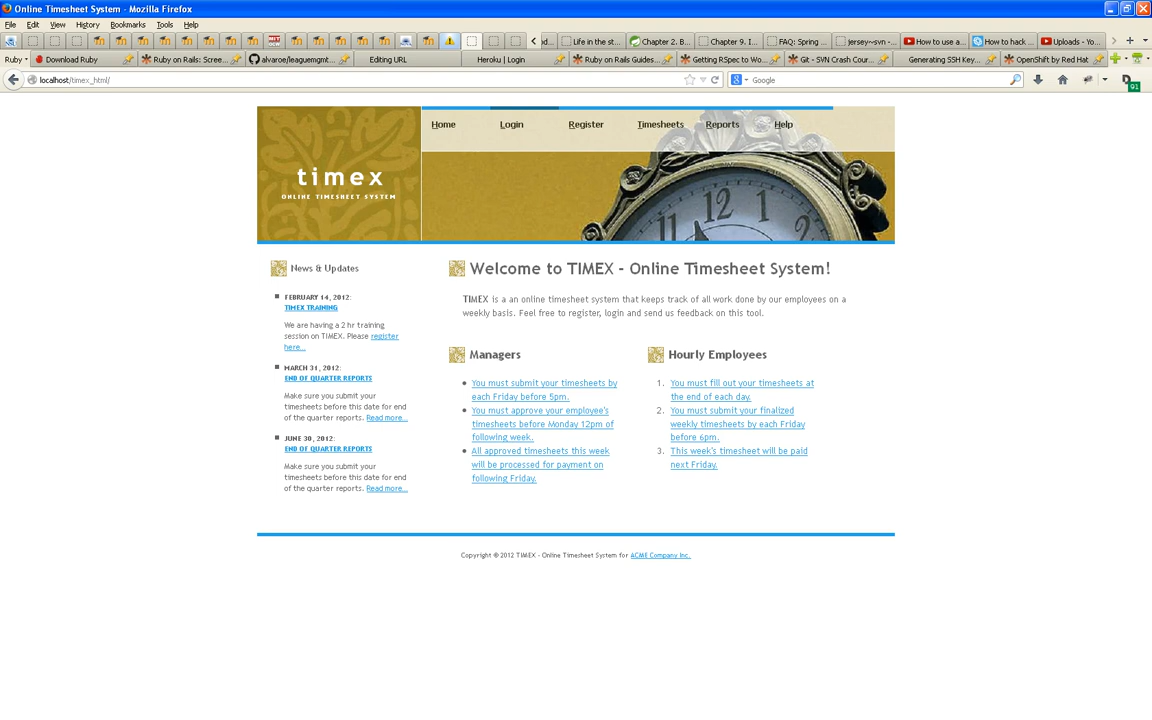 Online Timesheet System - Mozilla Firefox
File Edit View History Bookmarks Tools Help
Life in the st... Chapter 2. B... Chapter 9. I... FAQ: Spring ... jersey~svn -... How to use a... How to hack ... Uploads - Yo...
Ruby Download Ruby Ruby on Rails: Scree... alvaroe/leaguemgmt... Editing URL Heroku | Login Ruby on Rails Guides... Getting RSpec to Wo... Git - SVN Crash Cour... Generating SSH Key... OpenShift by Red Hat
localhost/timex_html/ Google 91
Home Login Register Timesheets Reports Help
timex
ONLINE TIMESHEET SYSTEM
11 12 1
News & Updates
FEBRUARY 14, 2012:
TIMEX TRAINING
We are having a 2 hr training
session on TIMEX. Please register
here...
MARCH 31, 2012:
END OF QUARTER REPORTS
Make sure you submit your
timesheets before this date for end
of the quarter reports. Read more...
JUNE 30, 2012:
END OF QUARTER REPORTS
Make sure you submit your
timesheets before this date for end
of the quarter reports. Read more...
Welcome to TIMEX - Online Timesheet System!
TIMEX is a an online timesheet system that keeps track of all work done by our employees on a
weekly basis. Feel free to register, login and send us feedback on this tool.
Managers
You must submit your timesheets by
each Friday before 5pm.
You must approve your employee's
timesheets before Monday 12pm of
following week.
All approved timesheets this week
will be processed for payment on
following Friday.
Hourly Employees
1. You must fill out your timesheets at
the end of each day.
2. You must submit your finalized
weekly timesheets by each Friday
before 6pm.
3. This week's timesheet will be paid
next Friday.
Copyright © 2012 TIMEX - Online Timesheet System for ACME Company Inc.